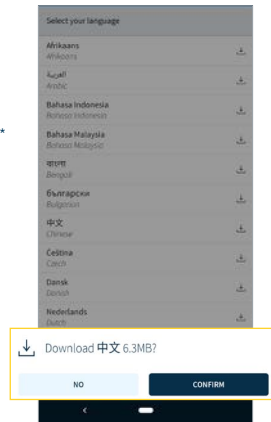 Select your language
Afrikaans
Afrikaans
العربية
Arabic
Bahasa Indonesia
Bahasa Indonesia
*
Bahasa Malaysia
Bahasa Malaysia
বাংলা
Bengali
български
Bulgarian
中文
Chinese
Čeština
Czech
Dansk
Danish
Nederlands
Dutch
Download 中文 6.3MB?
NO
CONFIRM